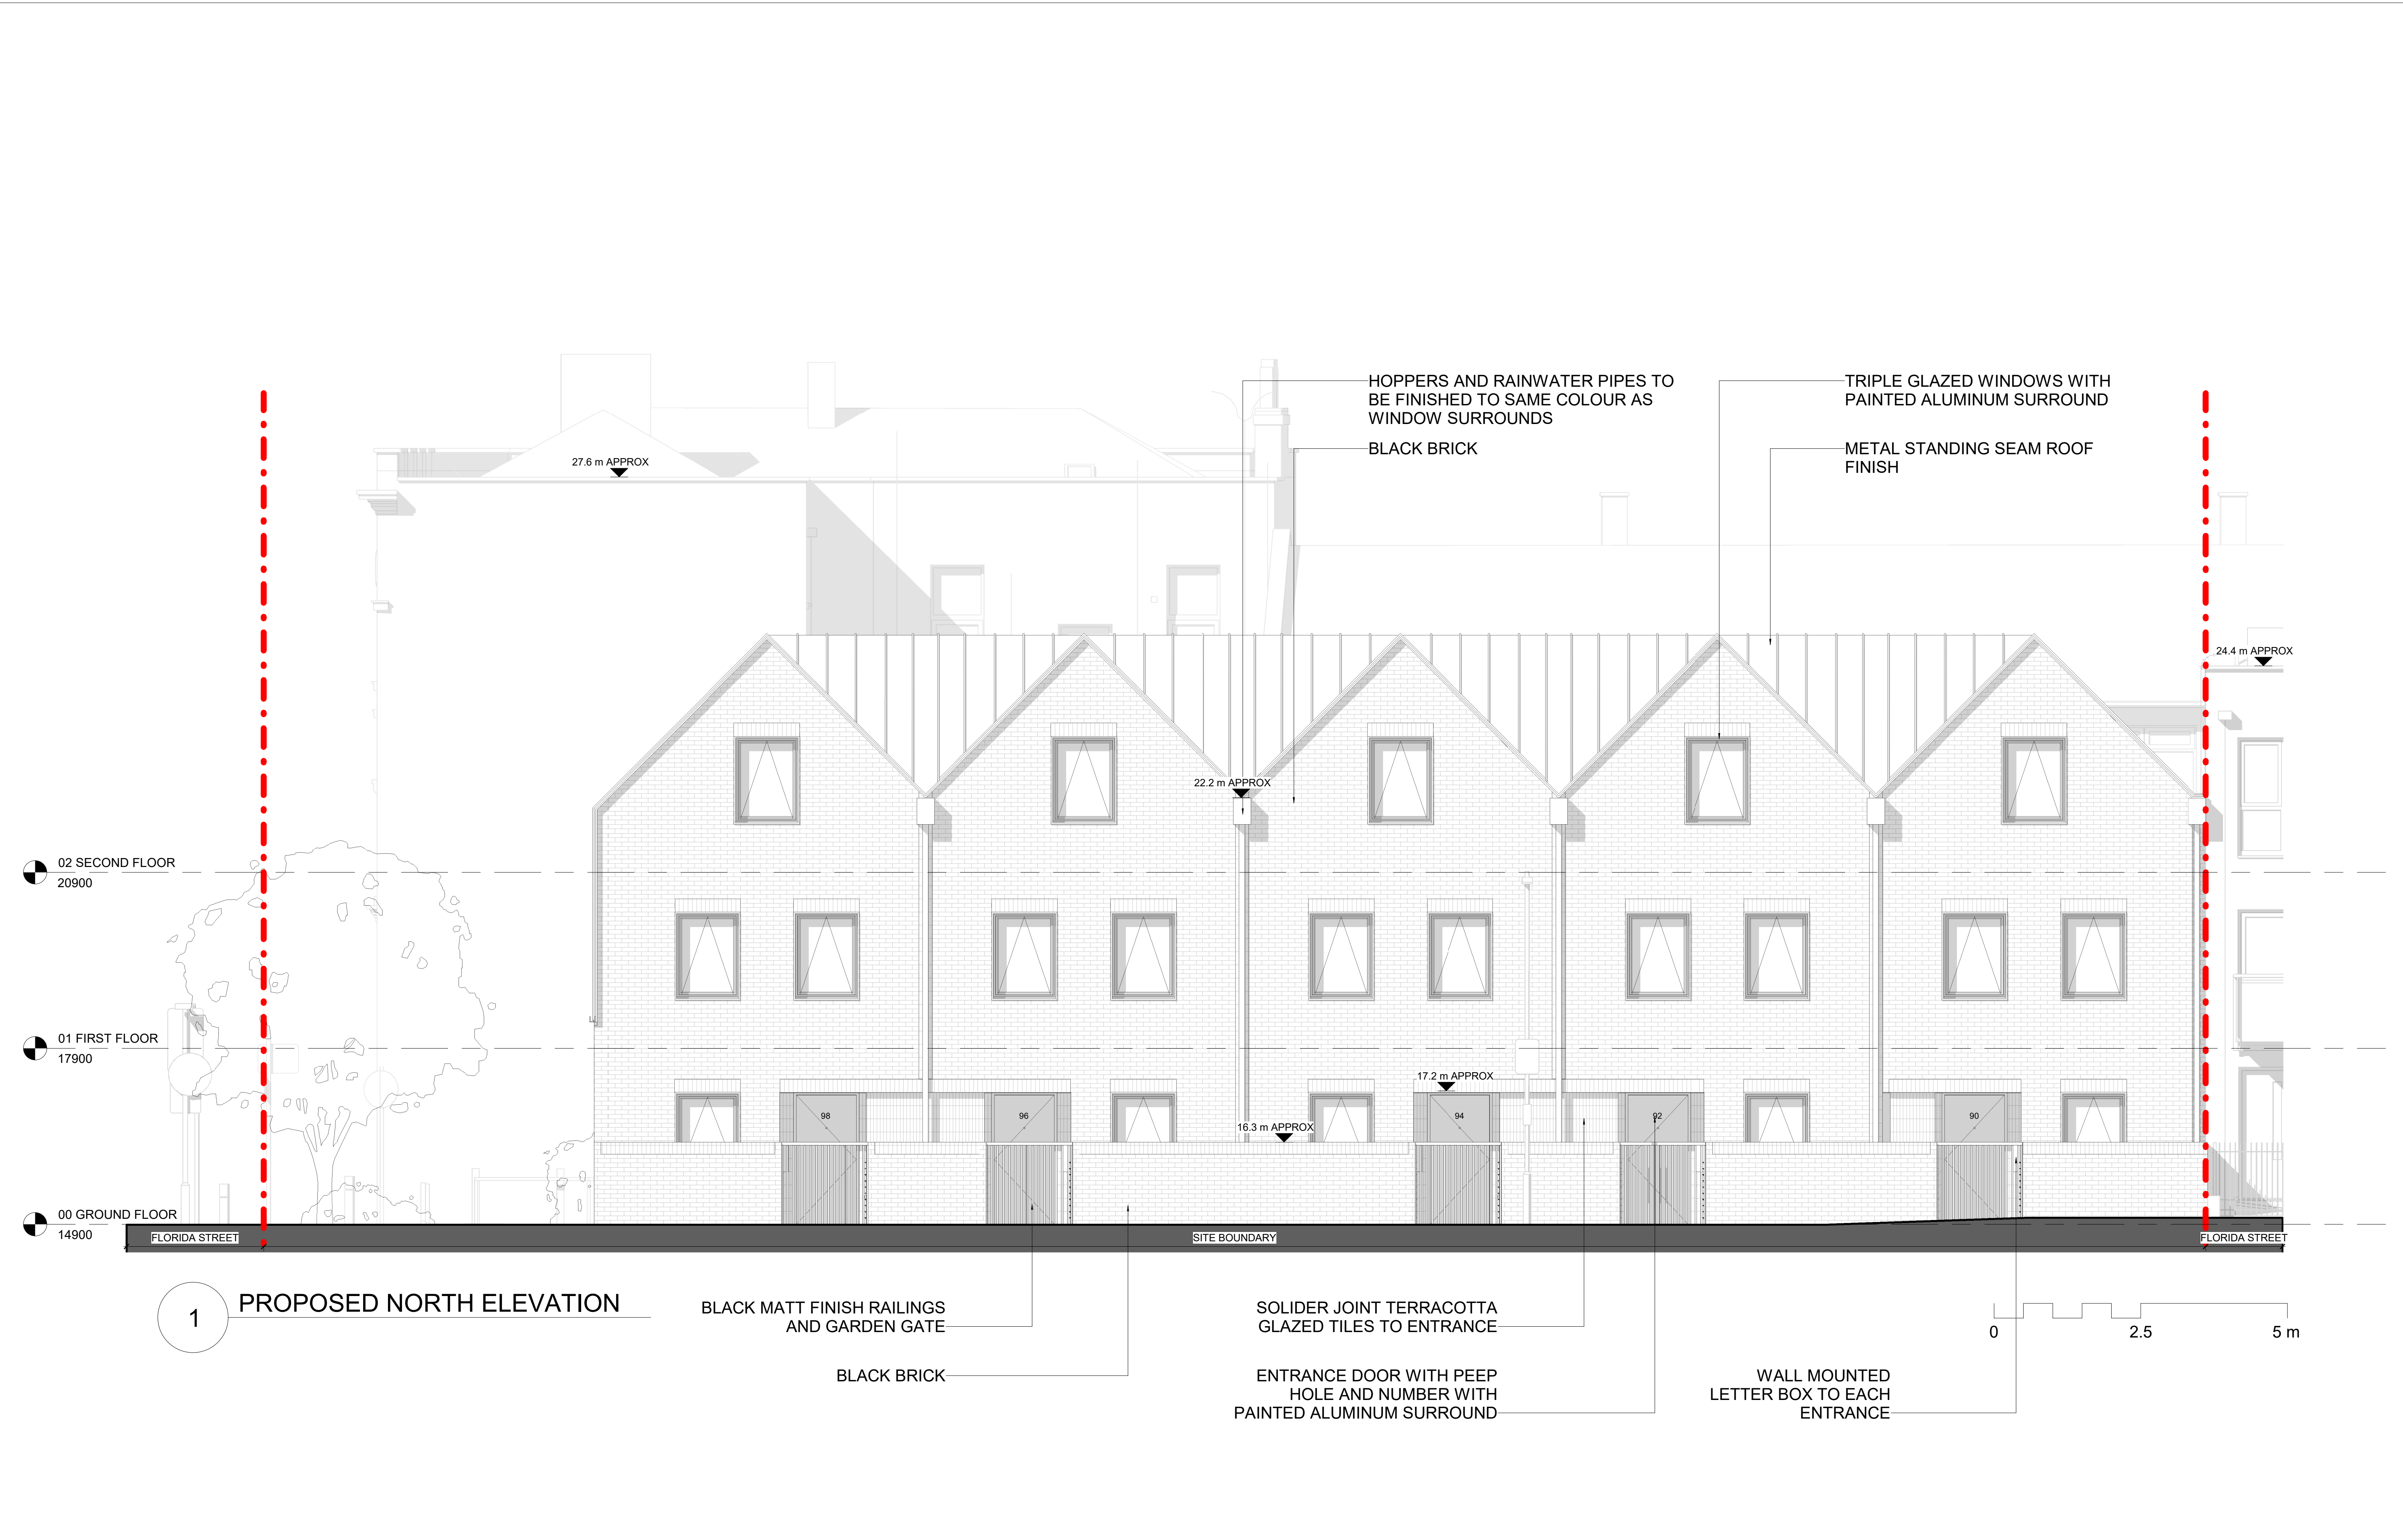 HOPPERS AND RAINWATER PIPES TO
BE FINISHED TO SAME COLOUR AS
WINDOW SURROUNDS
BLACK BRICK
TRIPLE GLAZED WINDOWS WITH
PAINTED ALUMINUM SURROUND
METAL STANDING SEAM ROOF
FINISH
27.6 m APPROX
24.4 m APPROX
22.2 m APPROX
02 SECOND FLOOR
20900
01 FIRST FLOOR
17900
17.2 m APPROX
98
96
94
92
90
16.3 m APPROX
00 GROUND FLOOR
14900
FLORIDA STREET
SITE BOUNDARY
FLORIDA STREET
1
PROPOSED NORTH ELEVATION
BLACK MATT FINISH RAILINGS
AND GARDEN GATE
BLACK BRICK
SOLIDER JOINT TERRACOTTA
GLAZED TILES TO ENTRANCE
ENTRANCE DOOR WITH PEEP
HOLE AND NUMBER WITH
PAINTED ALUMINUM SURROUND
WALL MOUNTED
LETTER BOX TO EACH
ENTRANCE
0
2.5
5 m